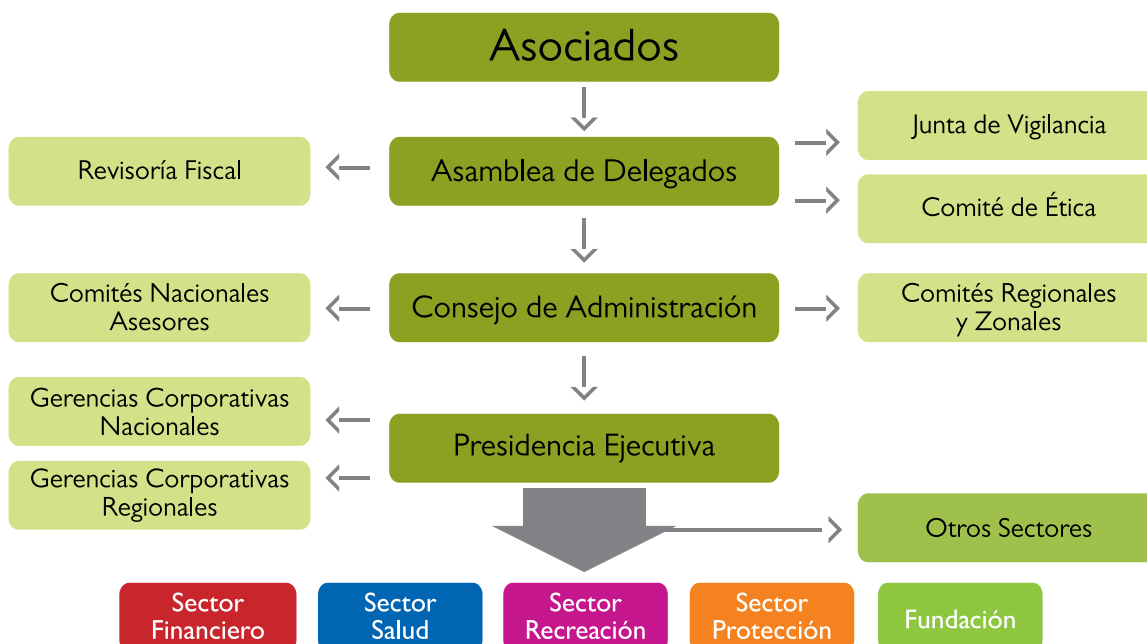 Asociados
Junta de Vigilancia
Revisoría Fiscal
Asamblea de Delegados
Comité de Ética
Comités Nacionales
Asesores
Consejo de Administración
Comités Regionales
y Zonales
Gerencias Corporativas
Nacionales
Presidencia Ejecutiva
Gerencias Corporativas
Regionales
Otros Sectores
Sector
Financiero
Sector
Salud
Sector
Recreación
Sector
Protección
Fundación